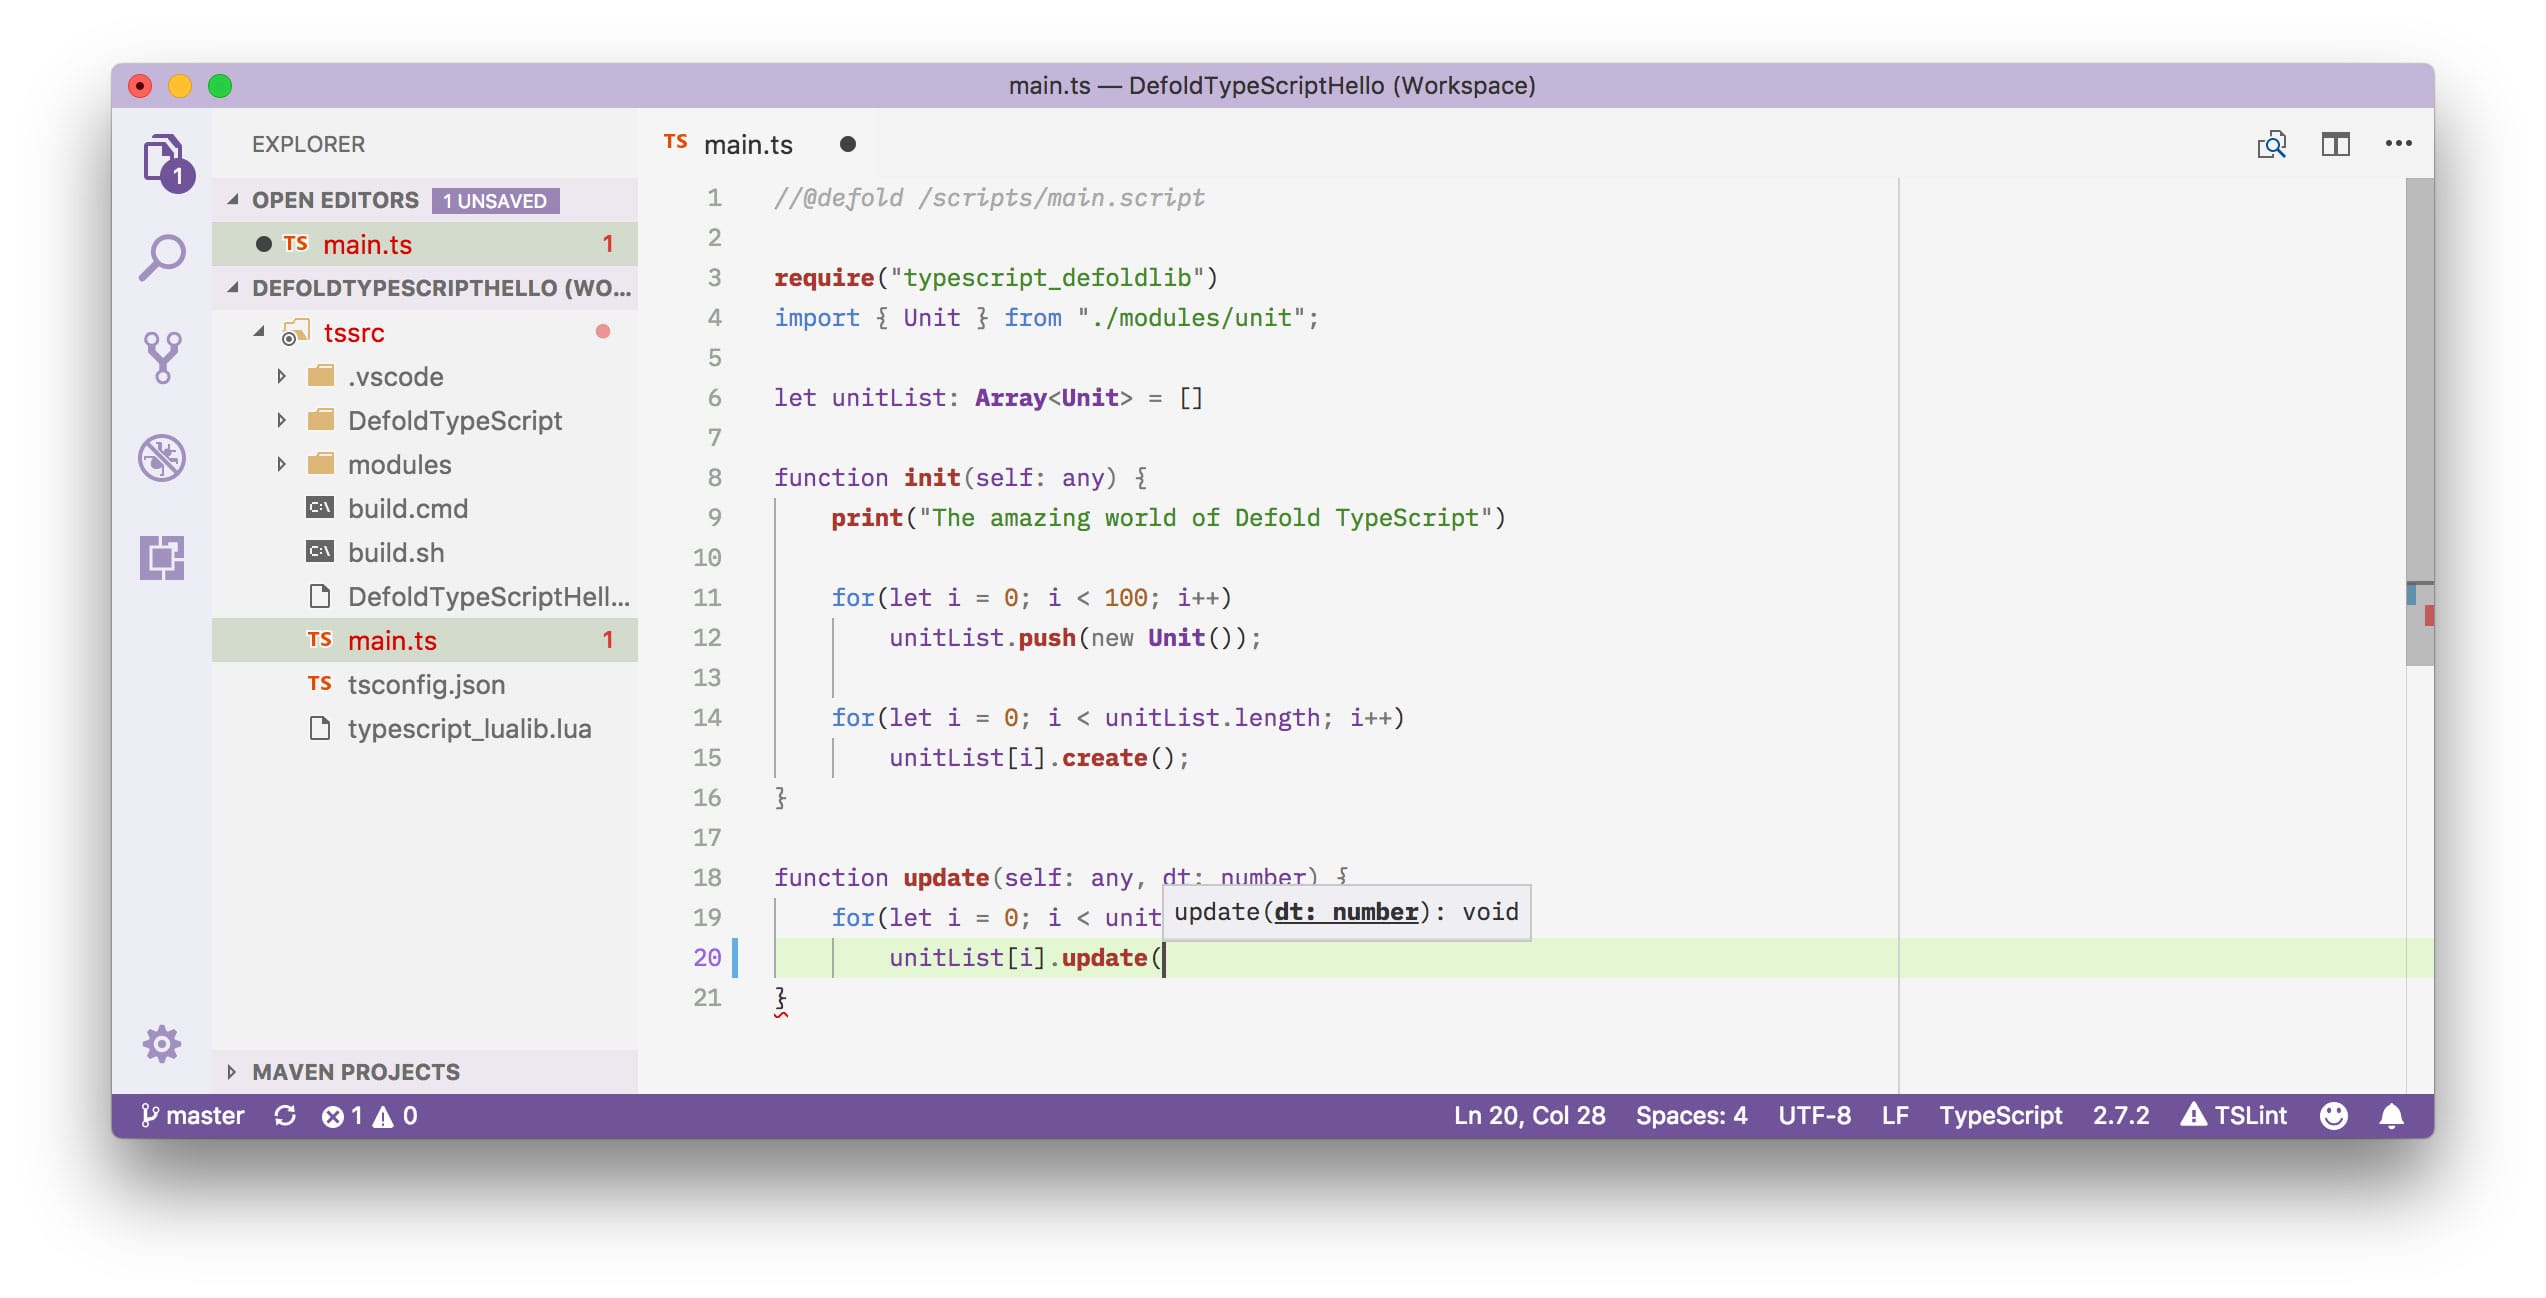 main.ts — DefoldTypeScriptHello (Workspace)
EXPLORER
1
OPEN EDITORS 1 UNSAVED
TS main.ts 1
DEFOLDTYPESCRIPTHELLO (WO...
tssrc
.vscode
DefoldTypeScript
modules
C:\ build.cmd
C:\ build.sh
DefoldTypeScriptHell...
TS main.ts 1
TS tsconfig.json
typescript_lualib.lua
MAVEN PROJECTS
TS main.ts
1 //@defold /scripts/main.script
2
3 require("typescript_defoldlib")
4 import { Unit } from "./modules/unit";
5
6 let unitList: Array<Unit> = []
7
8 function init(self: any) {
9 print("The amazing world of Defold TypeScript")
10
11 for(let i = 0; i < 100; i++)
12 unitList.push(new Unit());
13
14 for(let i = 0; i < unitList.length; i++)
15 unitList[i].create();
16 }
17
18 function update(self: any, dt: number) {
19 for(let i = 0; i < unit
update(dt: number): void
20 unitList[i].update(
21 }
master 1 0 Ln 20, Col 28 Spaces: 4 UTF-8 LF TypeScript 2.7.2 TSLint